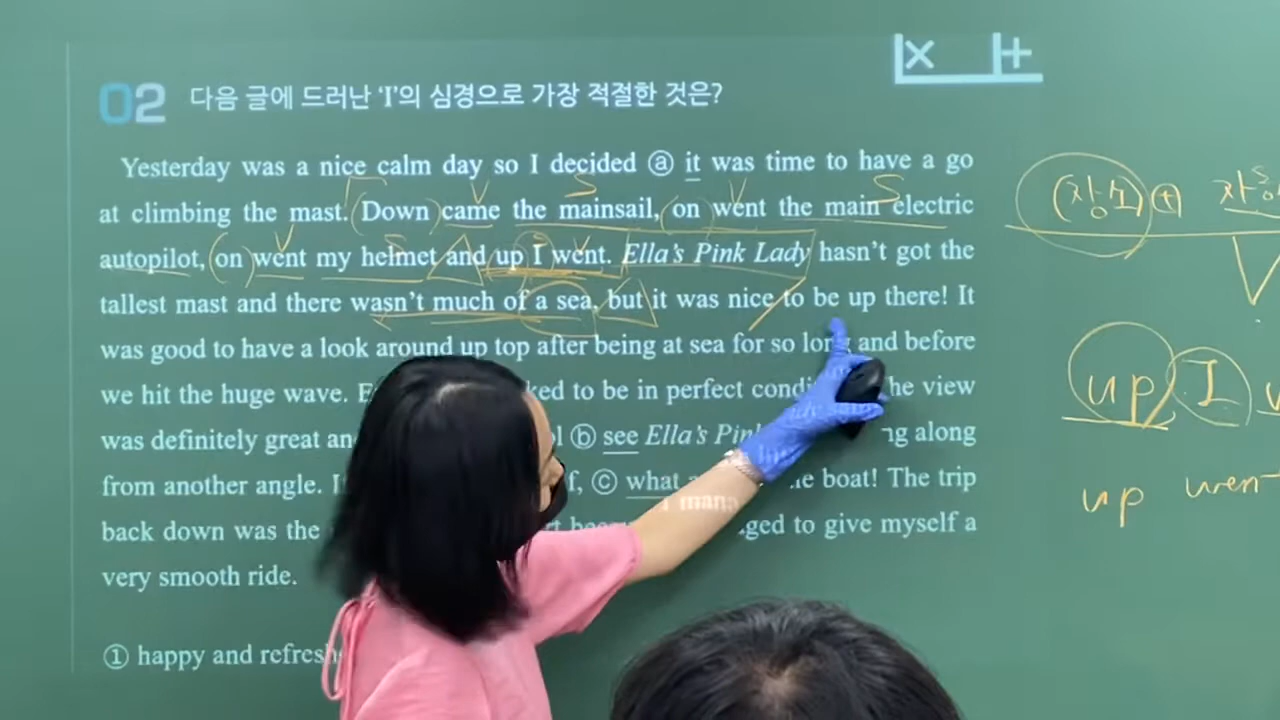 02 다음 글에 드러난 'I'의 심경으로 가장 적절한 것은?
Yesterday was a nice calm day so I decided ⓐ it was time to have a go
at climbing the mast. Down came the mainsail, on went the main electric
autopilot, on went my helmet and up I went. Ella's Pink Lady hasn't got the
tallest mast and there wasn't much of a sea, but it was nice to be up there! It
was good to have a look around up top after being at sea for so long and before
we hit the huge wave. to be in perfect view
was definitely great ⓑ see Ella's along
from another angle. ⓒ what boat! The trip
back down was the to give myself a
very smooth ride.
① happy and
V S V S
V S V
(장소) +
V
up I
up went